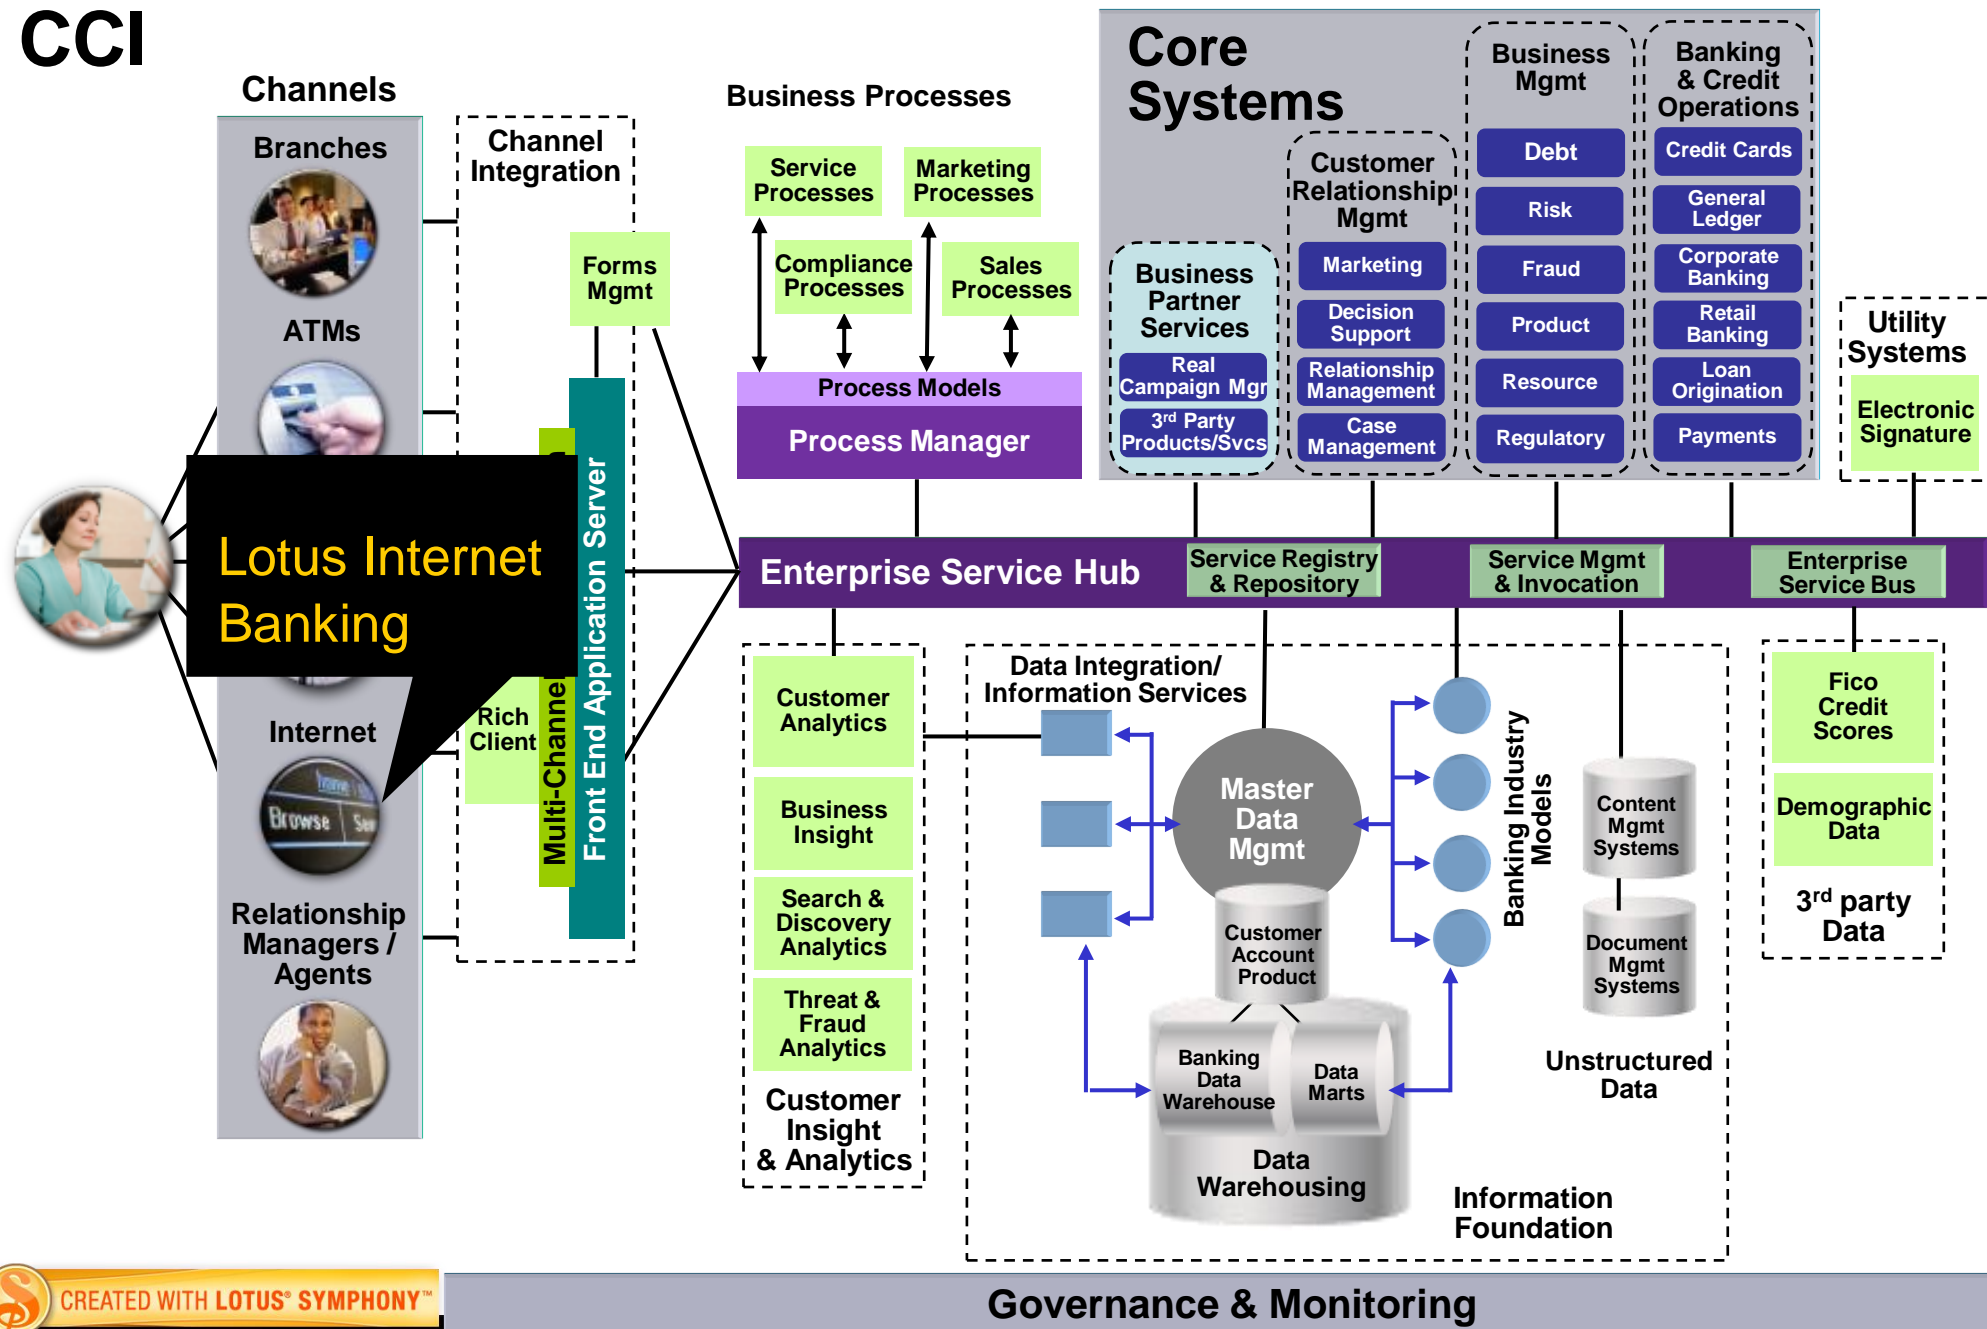 CCI
Channels
Branches
ATMs
Lotus Internet
Banking
Internet
Browse
Relationship
Managers /
Agents
Channel
Integration
Forms
Mgmt
Rich
Client
Multi-Channel
Front End Application Server
Business Processes
Service
Processes
Marketing
Processes
Compliance
Processes
Sales
Processes
Process Models
Process Manager
Core
Systems
Business
Partner
Services
Real
Campaign Mgr
3rd Party
Products/Svcs
Customer
Relationship
Mgmt
Marketing
Decision
Support
Relationship
Management
Case
Management
Business
Mgmt
Debt
Risk
Fraud
Product
Resource
Regulatory
Banking
& Credit
Operations
Credit Cards
General
Ledger
Corporate
Banking
Retail
Banking
Loan
Origination
Payments
Utility
Systems
Electronic
Signature
Enterprise Service Hub
Service Registry
& Repository
Service Mgmt
& Invocation
Enterprise
Service Bus
Customer
Analytics
Business
Insight
Search &
Discovery
Analytics
Threat &
Fraud
Analytics
Customer
Insight
& Analytics
Data Integration/
Information Services
Master
Data
Mgmt
Customer
Account
Product
Banking
Data
Warehouse
Data
Marts
Data
Warehousing
Banking Industry
Models
Content
Mgmt
Systems
Document
Mgmt
Systems
Unstructured
Data
Information
Foundation
Fico
Credit
Scores
Demographic
Data
3rd party
Data
CREATED WITH LOTUS® SYMPHONY™
Governance & Monitoring